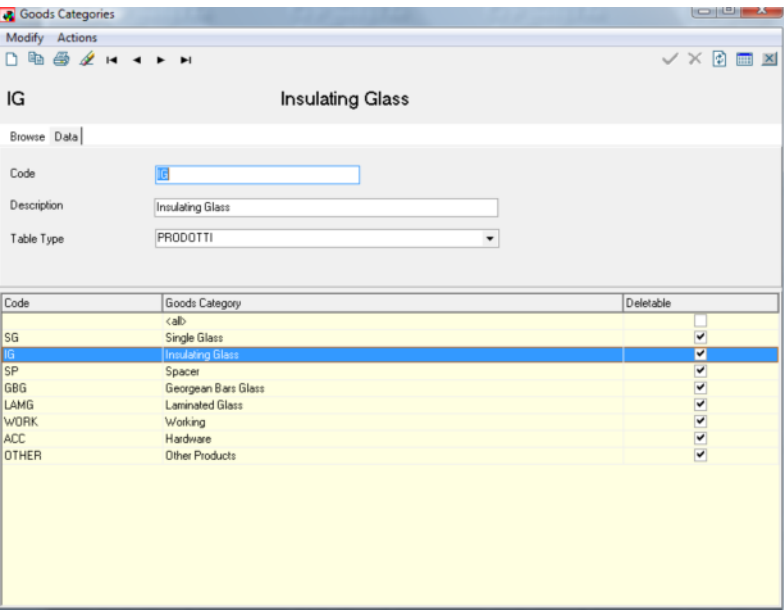 Goods Categories
Modify Actions
IG Insulating Glass
Browse Data
Code IG
Description Insulating Glass
Table Type PRODOTTI
Code Goods Category Deletable
<all>
SG Single Glass
IG Insulating Glass
SP Spacer
GBG Georgean Bars Glass
LAMG Laminated Glass
WORK Working
ACC Hardware
OTHER Other Products